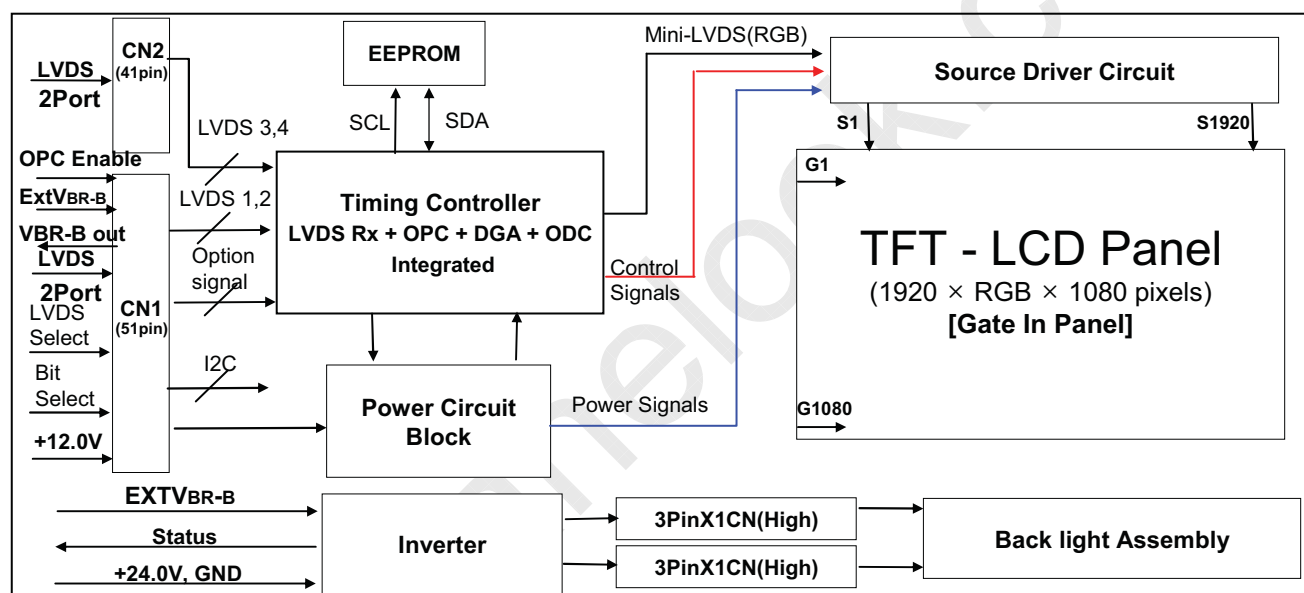 CN2
(41pin)
LVDS
2Port
EEPROM
SCL
SDA
LVDS 3,4
Mini-LVDS(RGB)
Source Driver Circuit
S1
S1920
OPC Enable
ExtVBR-B
VBR-B out
LVDS
2Port
LVDS
Select
Bit
Select
+12.0V
CN1
(51pin)
LVDS 1,2
Option
signal
I2C
Timing Controller
LVDS Rx + OPC + DGA + ODC
Integrated
Control
Signals
Power Circuit
Block
Power Signals
G1
TFT - LCD Panel
(1920 × RGB × 1080 pixels)
[Gate In Panel]
G1080
EXTVBR-B
Status
+24.0V, GND
Inverter
3PinX1CN(High)
3PinX1CN(High)
Back light Assembly